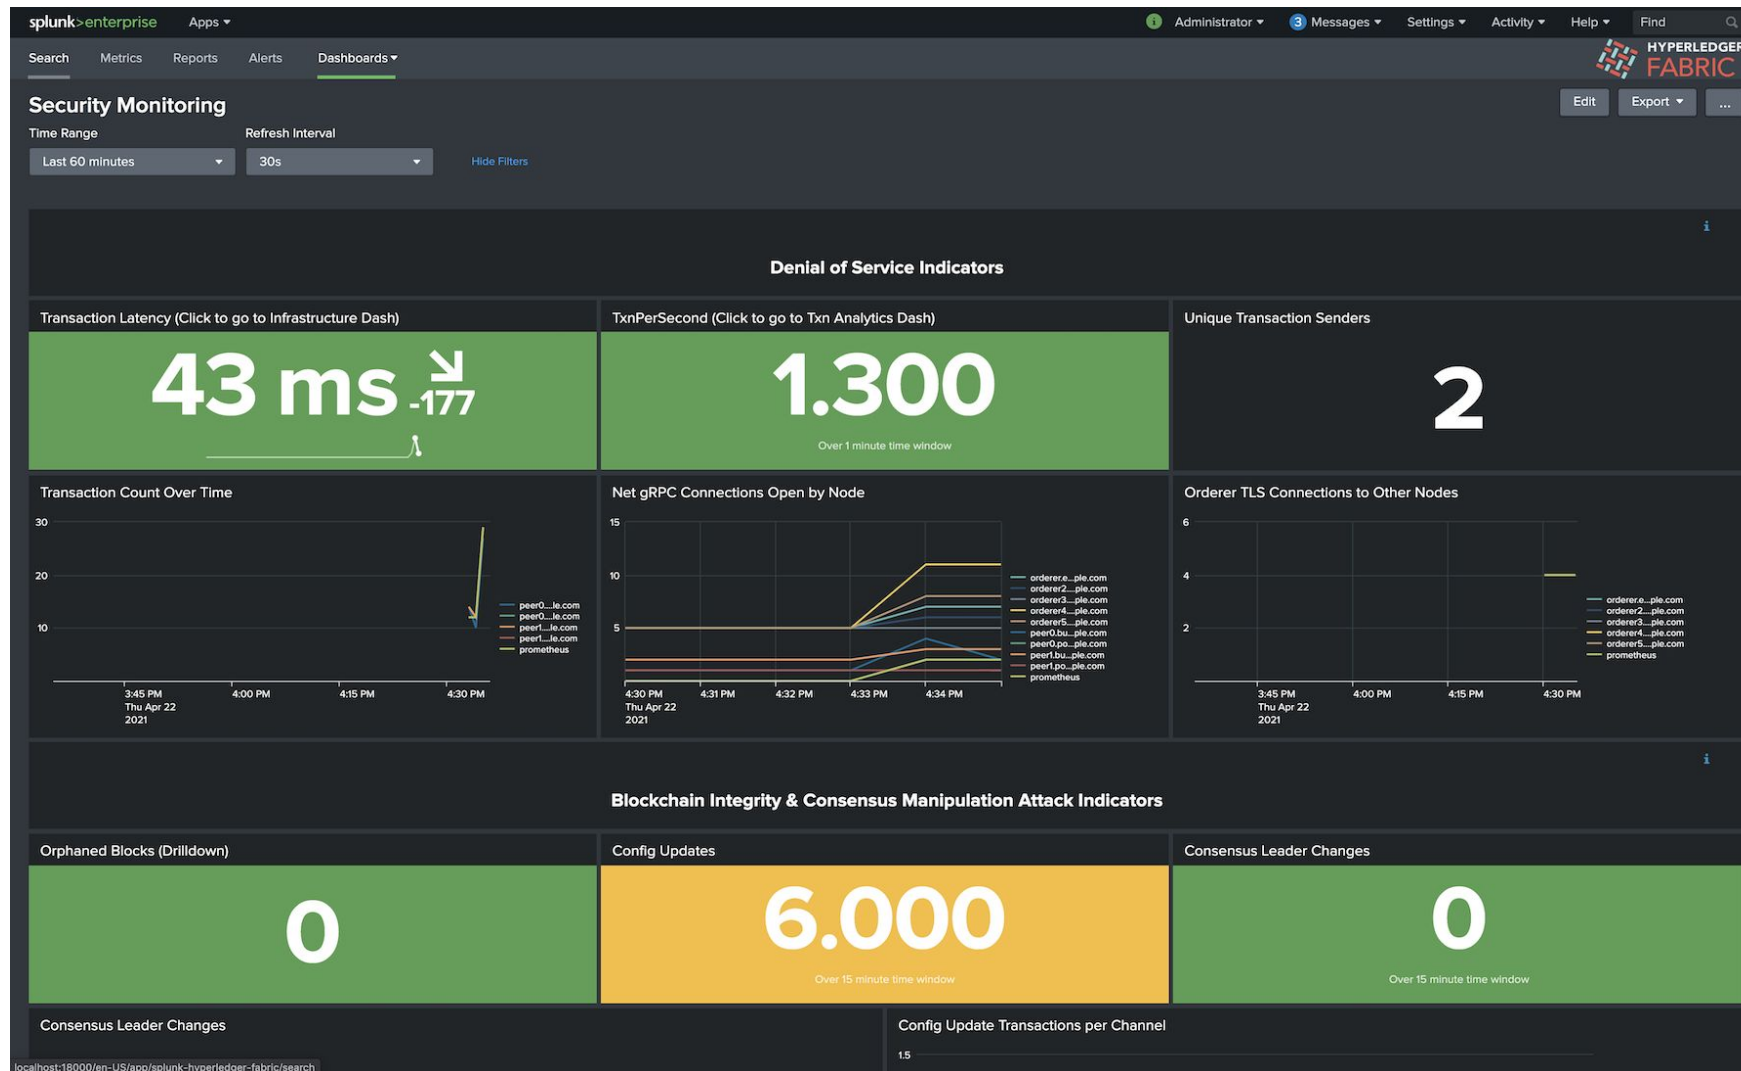 splunk>enterprise Apps
i Administrator 3 Messages Settings Activity Help Find
Search Metrics Reports Alerts Dashboards
HYPERLEDGER
FABRIC
Security Monitoring
Edit Export ...
Time Range Refresh Interval
Last 60 minutes 30s Hide Filters
i
Denial of Service Indicators
Transaction Latency (Click to go to Infrastructure Dash)
43 ms -177
TxnPerSecond (Click to go to Txn Analytics Dash)
1.300
Over 1 minute time window
Unique Transaction Senders
2
Transaction Count Over Time
30
20
10
3:45 PM 4:00 PM 4:15 PM 4:30 PM
Thu Apr 22
2021
peer0....le.com
peer0....le.com
peer1....le.com
peer1....le.com
prometheus
Net gRPC Connections Open by Node
15
10
5
4:30 PM 4:31 PM 4:32 PM 4:33 PM 4:34 PM
Thu Apr 22
2021
orderer.e...ple.com
orderer2....ple.com
orderer3....ple.com
orderer4....ple.com
orderer5....ple.com
peer0.bu...ple.com
peer0.po...ple.com
peer1.bu...ple.com
peer1.po...ple.com
prometheus
Orderer TLS Connections to Other Nodes
6
4
2
3:45 PM 4:00 PM 4:15 PM 4:30 PM
Thu Apr 22
2021
orderer.e...ple.com
orderer2....ple.com
orderer3....ple.com
orderer4....ple.com
orderer5....ple.com
prometheus
i
Blockchain Integrity & Consensus Manipulation Attack Indicators
Orphaned Blocks (Drilldown)
0
Config Updates
6.000
Over 15 minute time window
Consensus Leader Changes
0
Over 15 minute time window
Consensus Leader Changes
Config Update Transactions per Channel
1.5
localhost:18000/en-US/app/splunk-hyperledger-fabric/search